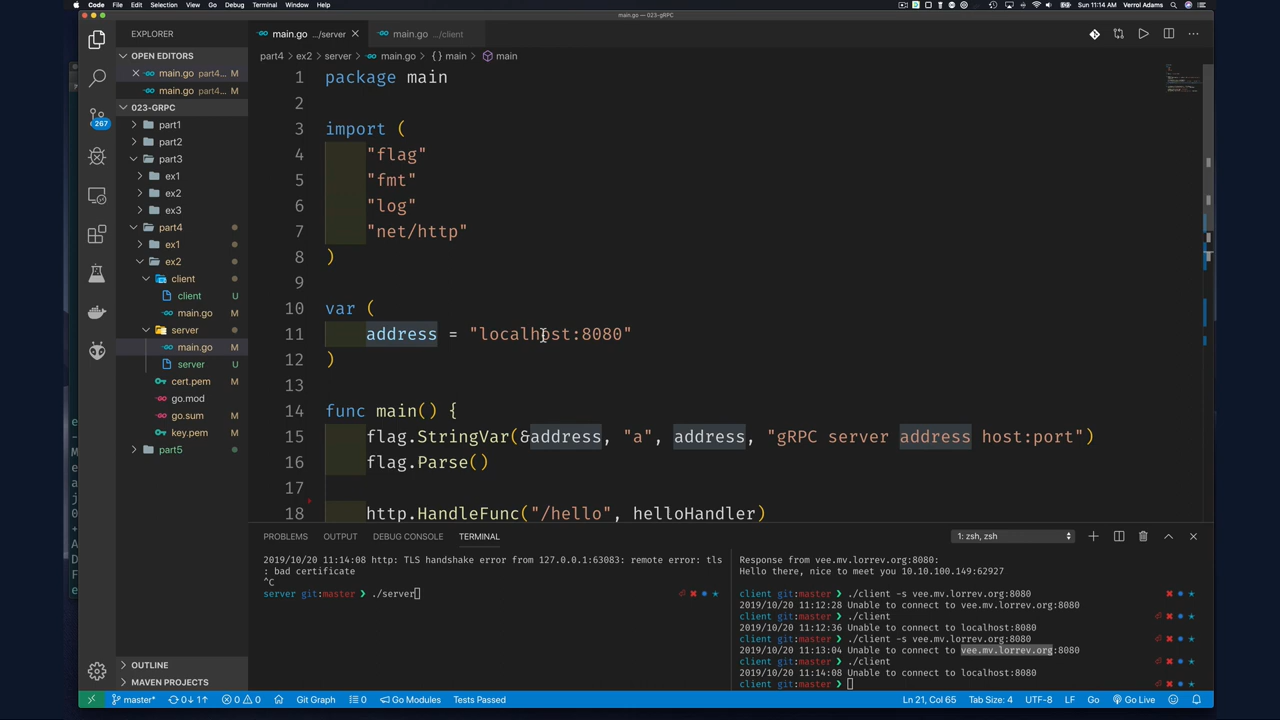 Code File Edit Selection View Go Debug Terminal Window Help Sun 11:14 AM Verrol Adams
main.go — 023-gRPC
EXPLORER
main.go .../server
main.go .../client
OPEN EDITORS
main.go part4... M
main.go part4... M
023-GRPC
part1
part2
part3
ex1
ex2
ex3
part4
ex1
ex2
client
client U
main.go M
server
main.go M
server U
cert.pem M
go.mod
go.sum M
key.pem M
part5
OUTLINE
MAVEN PROJECTS
267
part4 > ex2 > server > main.go > {} main > main
1 package main
2
3 import (
4 "flag"
5 "fmt"
6 "log"
7 "net/http"
8 )
9
10 var (
11 address = "localhost:8080"
12 )
13
14 func main() {
15 flag.StringVar(&address, "a", address, "gRPC server address host:port")
16 flag.Parse()
17
18 http.HandleFunc("/hello", helloHandler)
PROBLEMS OUTPUT DEBUG CONSOLE TERMINAL 1: zsh, zsh
2019/10/20 11:14:08 http: TLS handshake error from 127.0.0.1:63083: remote error: tls
: bad certificate
^C
server git:master ❯ ./server
Response from vee.mv.lorrev.org:8080:
Hello there, nice to meet you 10.10.100.149:62927
client git:master ❯ ./client -s vee.mv.lorrev.org:8080
2019/10/20 11:12:28 Unable to connect to vee.mv.lorrev.org:8080
client git:master ❯ ./client
2019/10/20 11:12:36 Unable to connect to localhost:8080
client git:master ❯ ./client -s vee.mv.lorrev.org:8080
2019/10/20 11:13:04 Unable to connect to vee.mv.lorrev.org:8080
client git:master ❯ ./client
2019/10/20 11:14:08 Unable to connect to localhost:8080
client git:master ❯
master* 0↓ 1↑ 0 0 Git Graph 0 Go Modules Tests Passed Ln 21, Col 65 Tab Size: 4 UTF-8 LF Go Go Live